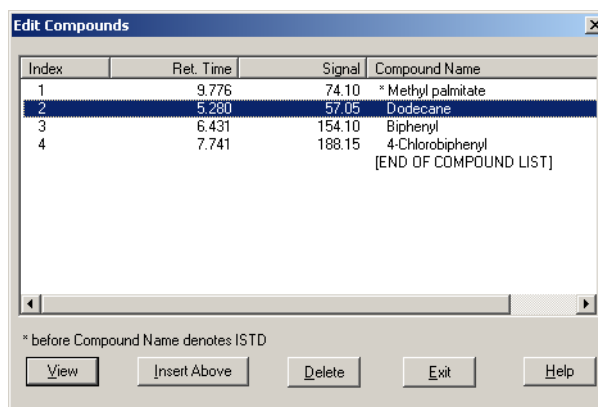 Edit Compounds
Index Ret. Time Signal Compound Name
1 9.776 74.10 * Methyl palmitate
2 5.280 57.05 Dodecane
3 6.431 154.10 Biphenyl
4 7.741 188.15 4-Chlorobiphenyl
[END OF COMPOUND LIST]
* before Compound Name denotes ISTD
View Insert Above Delete Exit Help